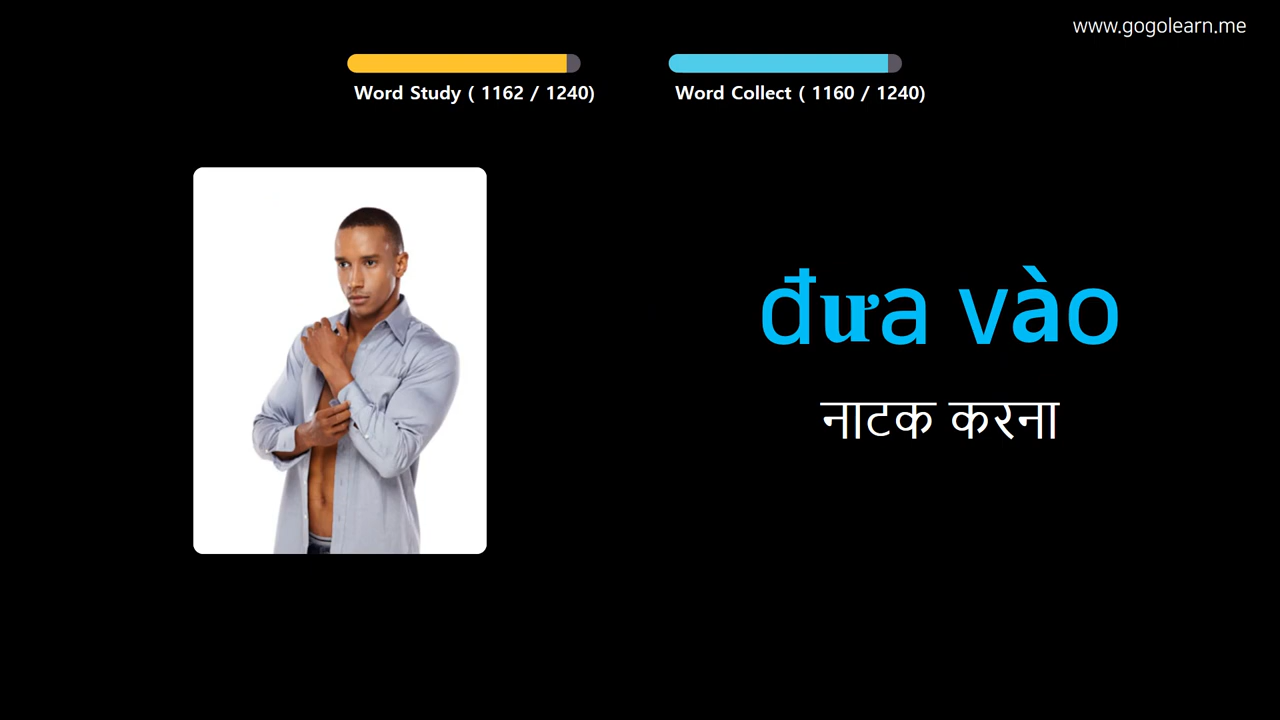 www.gogolearn.me
Word Study ( 1162 / 1240)
Word Collect ( 1160 / 1240)
đưa vào
नाटक करना